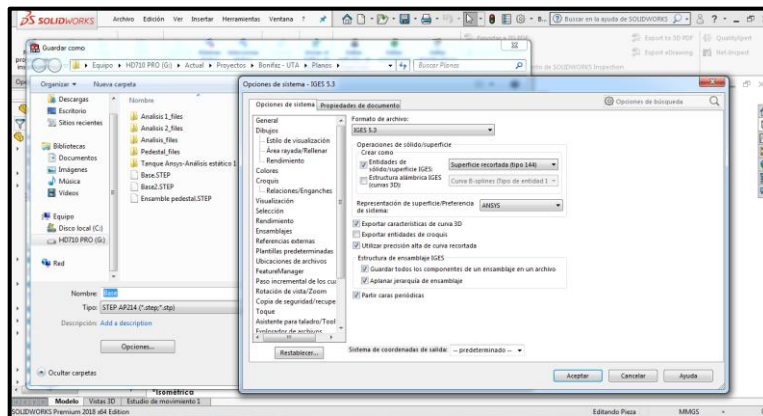 SOLIDWORKS Archivo Edición Ver Insertar Herramientas Ventana ? Buscar en la ayuda de SOLIDWORKS ?
Export to 3D PDF QualityXpert
Export eDrawing Net-Inspect
de SOLIDWORKS Inspection
Guardar como
Equipo HD710 PRO (G:) Actual Proyectos Bonifez - UTA Planos Buscar Planos
Organizar Nueva carpeta
Descargas
Escritorio
Sitios recientes
Bibliotecas
Documentos
Imágenes
Música
Vídeos
Equipo
Disco local (C:)
HD710 PRO (G:)
Red
Nombre
Analisis 1_files
Analisis 2_files
Analisis_files
Pedestal_files
Tanque Ansys-Análisis estático 1
Base.STEP
Base2.STEP
Ensamble pedestal.STEP
Nombre: Base
Tipo: STEP AP214 (*.step;*.stp)
Descripción: Add a description
Opciones...
Ocultar carpetas
Opciones de sistema - IGES 5.3
Opciones de sistema Propiedades de documento
Opciones de búsqueda
General
Dibujos
Estilo de visualización
Área rayada/Rellenar
Rendimiento
Colores
Croquis
Relaciones/Enganches
Visualización
Selección
Rendimiento
Ensamblajes
Referencias externas
Plantillas predeterminadas
Ubicaciones de archivos
FeatureManager
Paso incremental de los cua
Rotación de vista/Zoom
Copia de seguridad/recupe
Toque
Asistente para taladro/Tool
Explorador de archivos
Restablecer...
Formato de archivo:
IGES 5.3
Operaciones de sólido/superficie
Crear como
Entidades de sólido/superficie IGES: Superficie recortada (tipo 144)
Estructura alámbrica IGES (curvas 3D): Curva B-splines (Tipo de entidad 1
Representación de superficie/Preferencia de sistema: ANSYS
Exportar características de curva 3D
Exportar entidades de croquis
Utilizar precisión alta de curva recortada
Estructura de ensamblaje IGES
Guardar todos los componentes de un ensamblaje en un archivo
Aplanar jerarquía de ensamblaje
Partir caras periódicas
Sistema de coordenadas de salida: -- predeterminado --
Aceptar Cancelar Ayuda
*Isométrica
Modelo Vistas 3D Estudio de movimiento 1
SOLIDWORKS Premium 2018 x64 Edition Editando Pieza MMGS